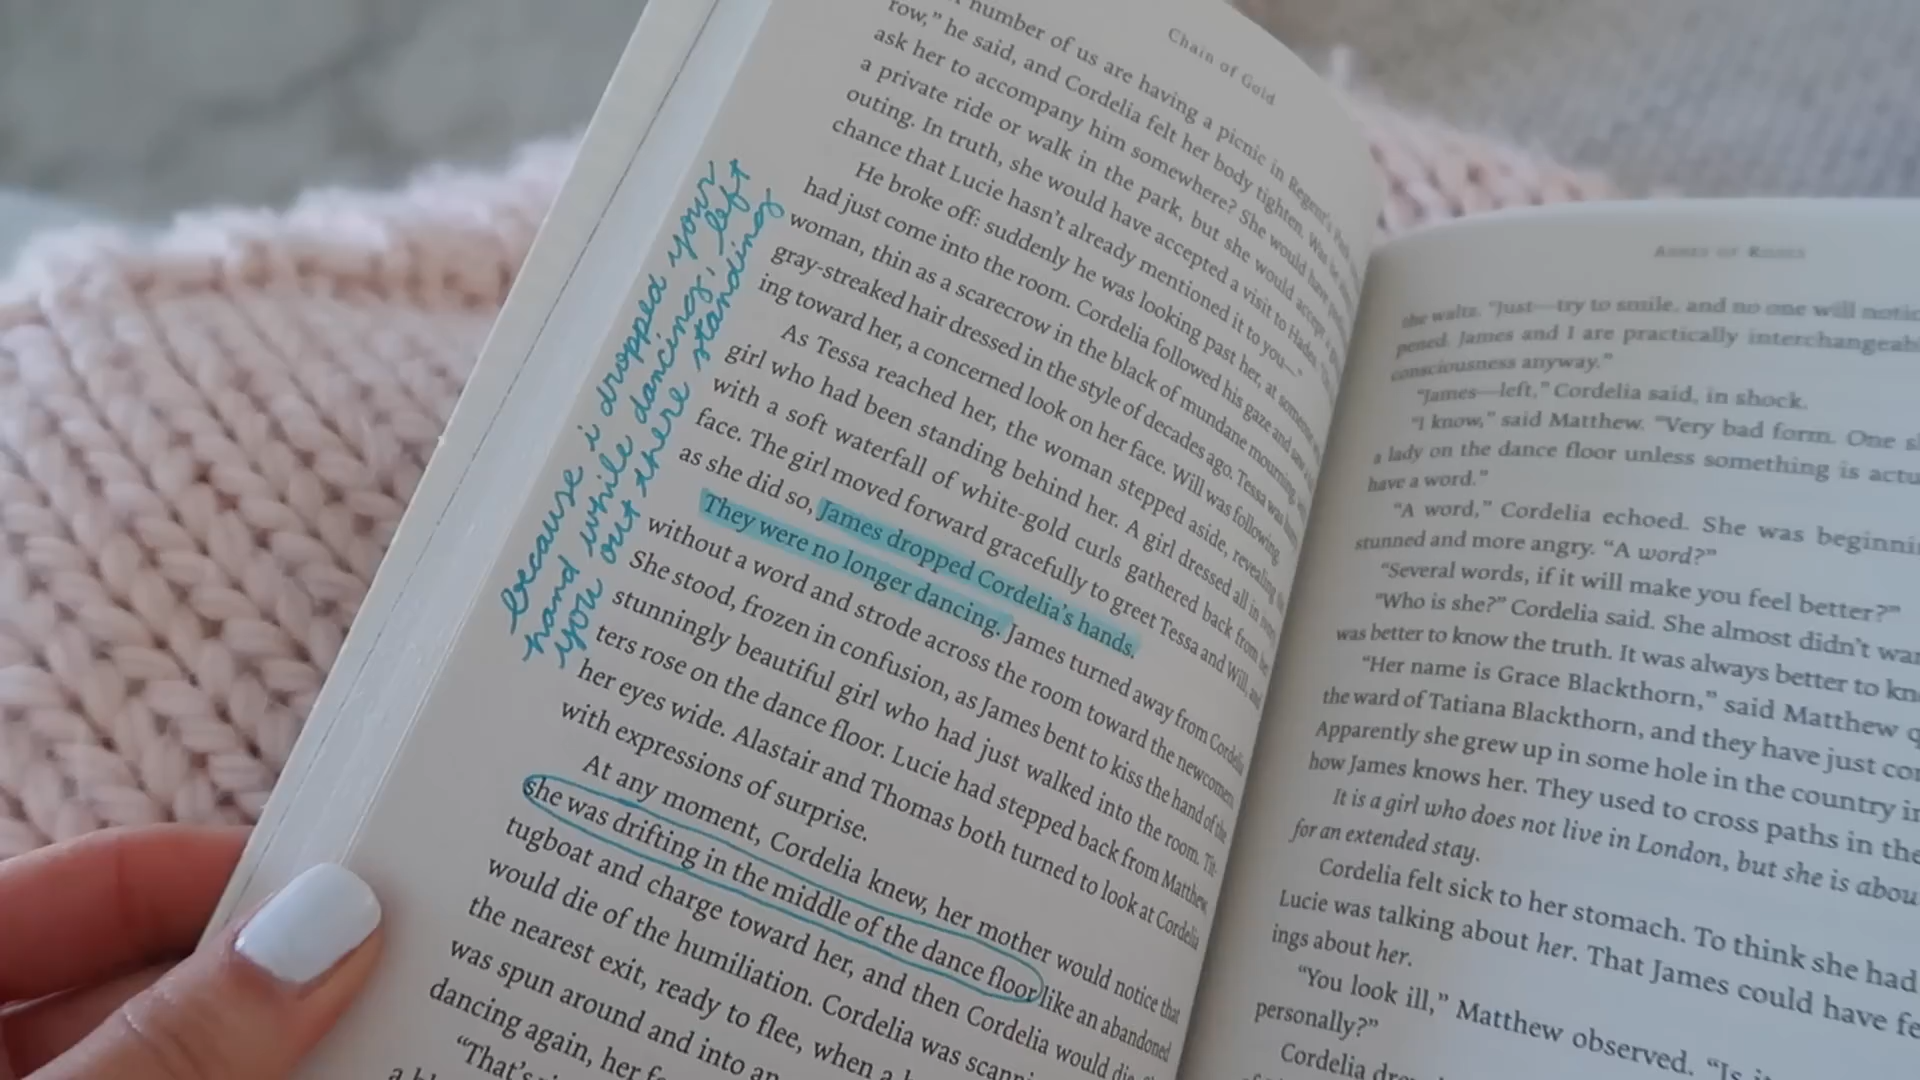 Chain of Gold
number of us are having a picnic in Regent's Park
row,” he said, and Cordelia felt her body tighten. Was he
ask her to accompany him somewhere? She would have
a private ride or walk in the park, but she would accept a
outing. In truth, she would have accepted a visit to Hades.
chance that Lucie hasn't already mentioned it to you—”
He broke off: suddenly he was looking past her, at someone
had just come into the room. Cordelia followed his gaze and saw a
woman, thin as a scarecrow in the black of mundane mourning,
gray-streaked hair dressed in the style of decades ago. Tessa was
ing toward her, a concerned look on her face. Will was following.
As Tessa reached her, the woman stepped aside, revealing the
girl who had been standing behind her. A girl dressed all in
with a soft waterfall of white-gold curls gathered back from her
face. The girl moved forward gracefully to greet Tessa and Will, and
as she did so, James dropped Cordelia's hands.
They were no longer dancing. James turned away from Cordelia
without a word and strode across the room toward the newcomers.
She stood, frozen in confusion, as James bent to kiss the hand of the
stunningly beautiful girl who had just walked into the room. Tit-
ters rose on the dance floor. Lucie had stepped back from Matthew,
her eyes wide. Alastair and Thomas both turned to look at Cordelia
with expressions of surprise.
At any moment, Cordelia knew, her mother would notice that
she was drifting in the middle of the dance floor like an abandoned
tugboat and charge toward her, and then Cordelia would die. She
would die of the humiliation. Cordelia was scanning
the nearest exit, ready to flee, when a
was spun around and into an
dancing again, her
“That's
because i dropped your
hand while dancing, left
you out there standing
the waltz. “Just—try to smile, and no one will notic
pened. James and I are practically interchangeab
consciousness anyway.”
“James—left,” Cordelia said, in shock.
“I know,” said Matthew. “Very bad form. One s
a lady on the dance floor unless something is actu
have a word.”
“A word,” Cordelia echoed. She was beginni
stunned and more angry. “A word?”
“Several words, if it will make you feel better?”
“Who is she?” Cordelia said. She almost didn't wa
was better to know the truth. It was always better to kn
“Her name is Grace Blackthorn,” said Matthew q
the ward of Tatiana Blackthorn, and they have just co
Apparently she grew up in some hole in the country i
how James knows her. They used to cross paths in the
It is a girl who does not live in London, but she is abou
for an extended stay.
Cordelia felt sick to her stomach. To think she had
Lucie was talking about her. That James could have fe
ings about her.
“You look ill,” Matthew observed. “Is i
personally?”
Cordelia